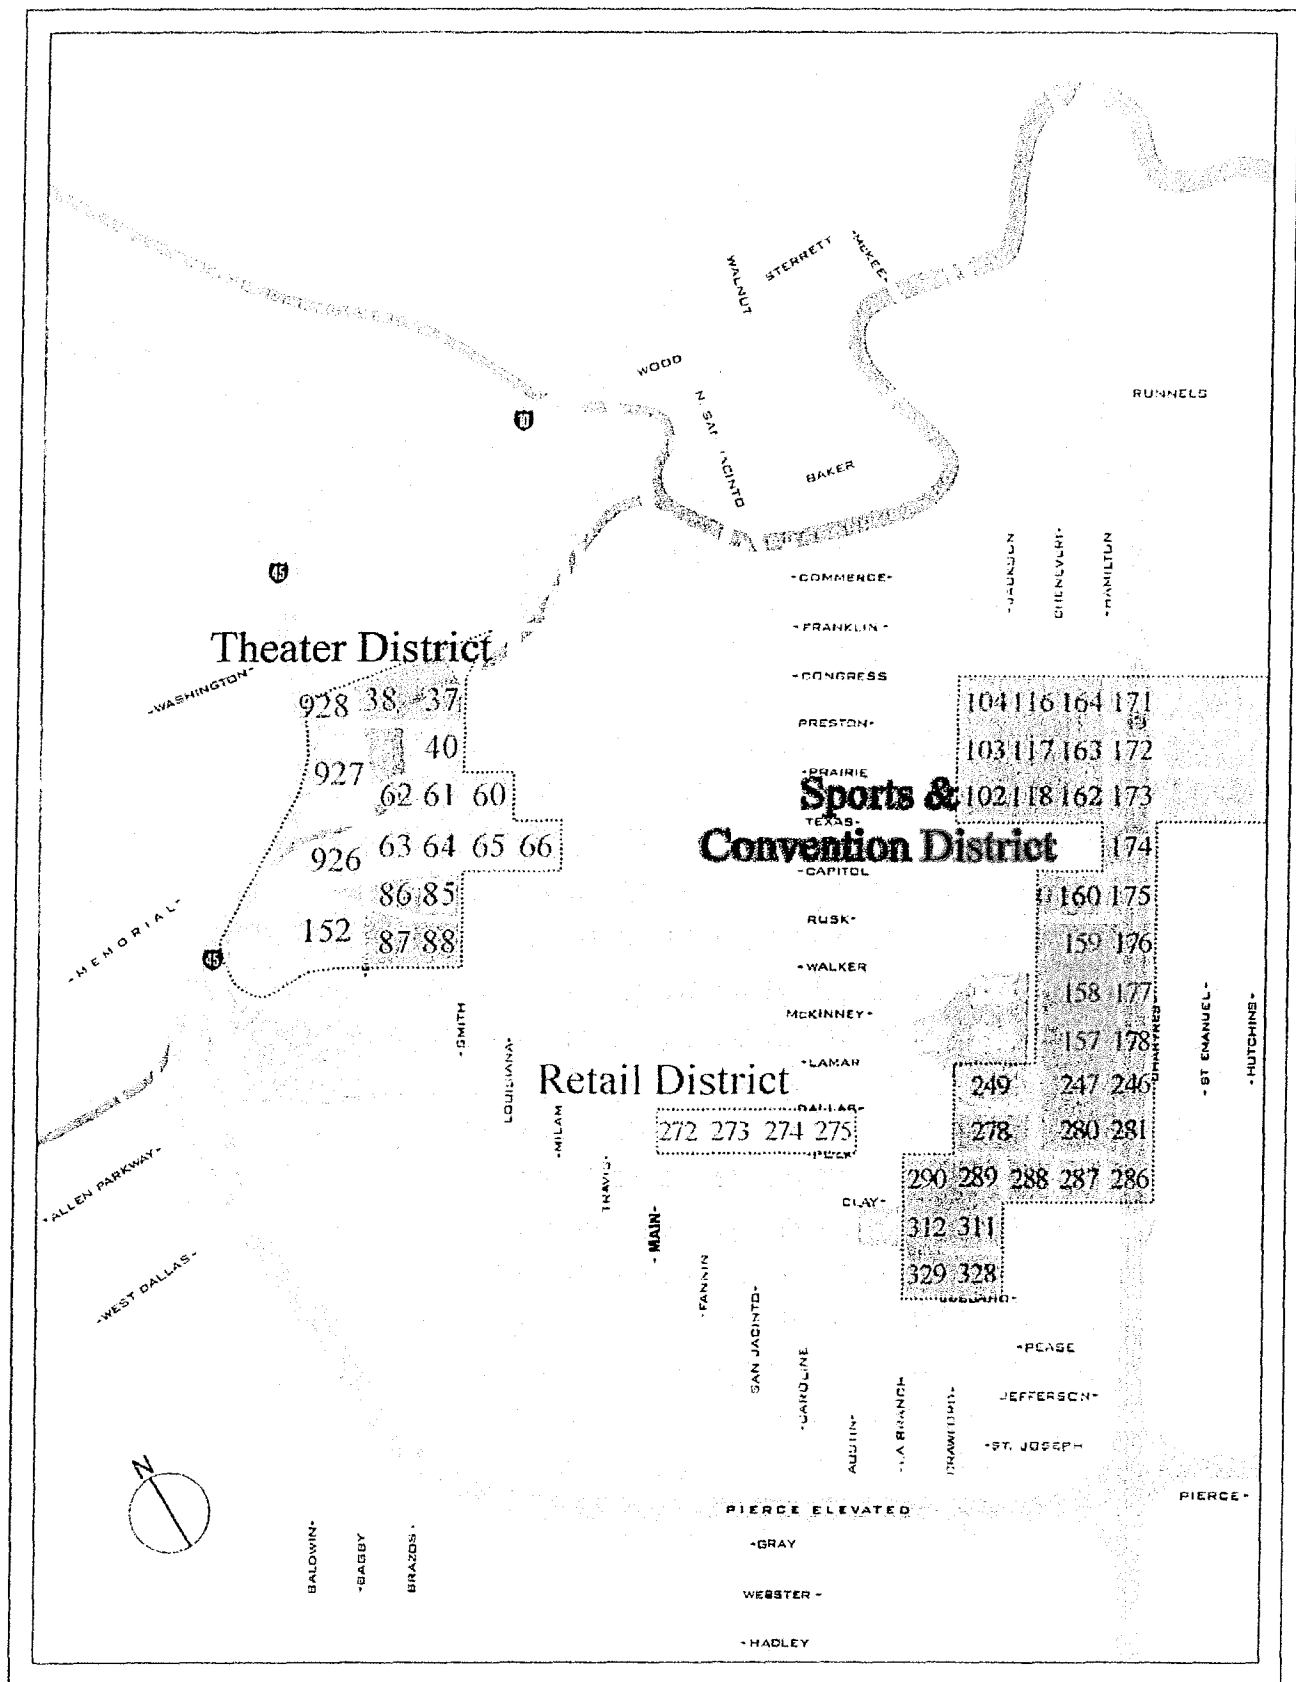 WALNUT
STERRETT
-McKEE-
WOOD
RUNNELS
10
BAKER
45
-COMMERCE-
-HAMILTON
-FRANKLIN-
Theater District
-WASHINGTON-
-CONGRESS
928 38 37
104 116 164 171
PRESTON-
40
103 117 163 172
927
-PRAIRIE
62 61 60
Sports &
102 118 162 173
TEXAS-
926 63 64 65 66
Convention District
174
-CAPITOL
86 85
160 175
RUSK-
152 87 88
159 176
-MEMORIAL-
45
-WALKER
158 177
McKINNEY-
-SMITH
157 178
-ST EMANUEL-
-HUTCHINS-
LOUISIANA-
-LAMAR
Retail District
249 247 246
-MILAM
272 273 274 275
278 280 281
-ALLEN PARKWAY-
TRAVIS-
290 289 288 287 286
CLAY-
-MAIN-
312 311
-WEST DALLAS-
-FANNIN
329 328
SAN JACINTO-
-PEASE
-CAROLINE
JEFFERSON-
AUSTIN-
-LA BRANCH
CRAWFORD-
-ST. JOSEPH
N
PIERCE-
PIERCE ELEVATED
BALDWIN-
-BAGBY
BRAZOS-
-GRAY
WEBSTER-
-HADLEY